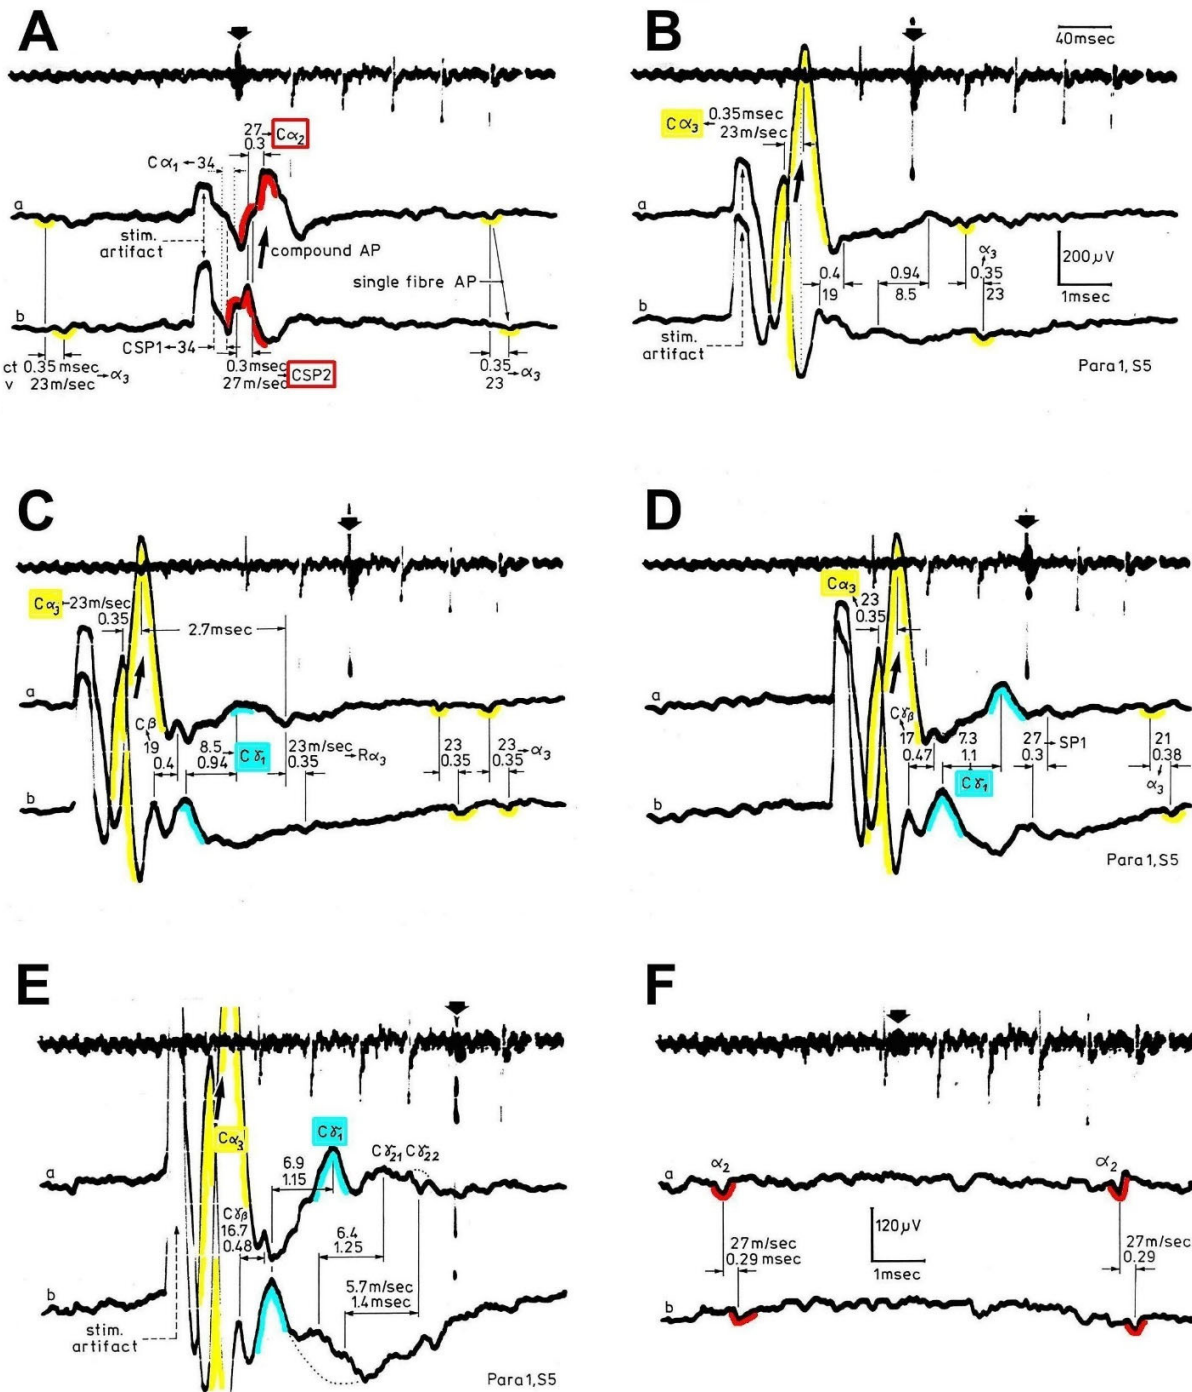 A
27
0.3
Cα₂
Cα₁ ←34
a
stim.
artifact
compound AP
single fibre AP
b
CSP1←34
ct 0.35 msec
v 23m/sec →α₃
0.3msec
27m/sec
CSP2
0.35
23 →α₃
B
40msec
Cα₃
0.35msec
23m/sec
a
α₃
0.4
19
0.94
8.5
0.35
23
200μV
1msec
b
stim.
artifact
Para1, S5
C
Cα₃ 23m/sec
0.35
2.7msec
a
Cβ
19
0.4
8.5
0.94
Cγ₁
23m/sec →Rα₃
0.35
23
0.35
23 →α₃
0.35
b
D
Cα₃
23
0.35
a
Cγβ
17
0.47
7.3
1.1
Cγ₁
27 →SP1
0.3
21
0.38
α₃
b
Para1,S5
E
Cα₃
Cγ₁
Cγ₂₁ Cγ₂₂
a
6.9
1.15
Cγβ
16.7
0.48
6.4
1.25
5.7m/sec
1.4msec
b
stim.
artifact
Para1,S5
F
a
α₂
α₂
120μV
1msec
27m/sec
0.29 msec
27m/sec
0.29
b